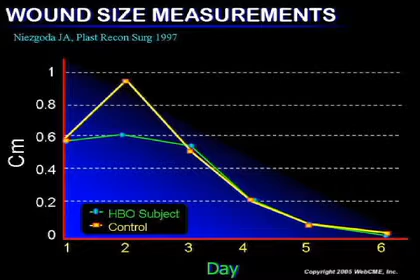 WOUND SIZE MEASUREMENTS
Niezgoda JA, Plast Recon Surg 1997
1
0.8
0.6
0.4
0.2
0
Cm
HBO Subject
Control
1 2 3 4 5 6
Day
Copyright 2005 WebCME, Inc.